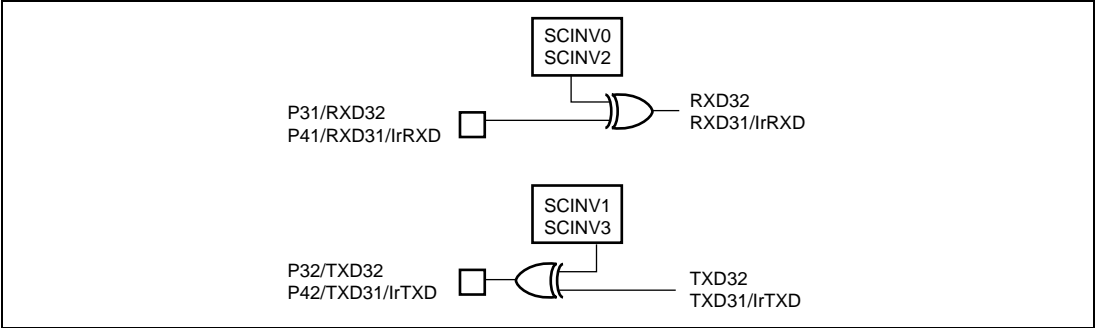 SCINV0
SCINV2
P31/RXD32
P41/RXD31/IrRXD
RXD32
RXD31/IrRXD
SCINV1
SCINV3
P32/TXD32
P42/TXD31/IrTXD
TXD32
TXD31/IrTXD